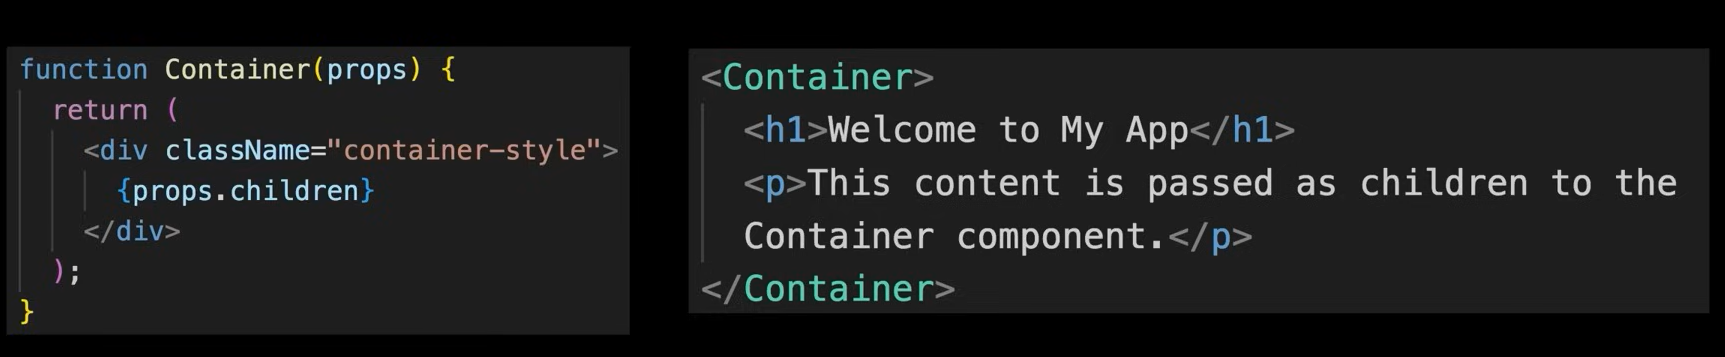 function Container(props) {
return (
<div className="container-style">
{props.children}
</div>
);
}
<Container>
<h1>Welcome to My App</h1>
<p>This content is passed as children to the
Container component.</p>
</Container>